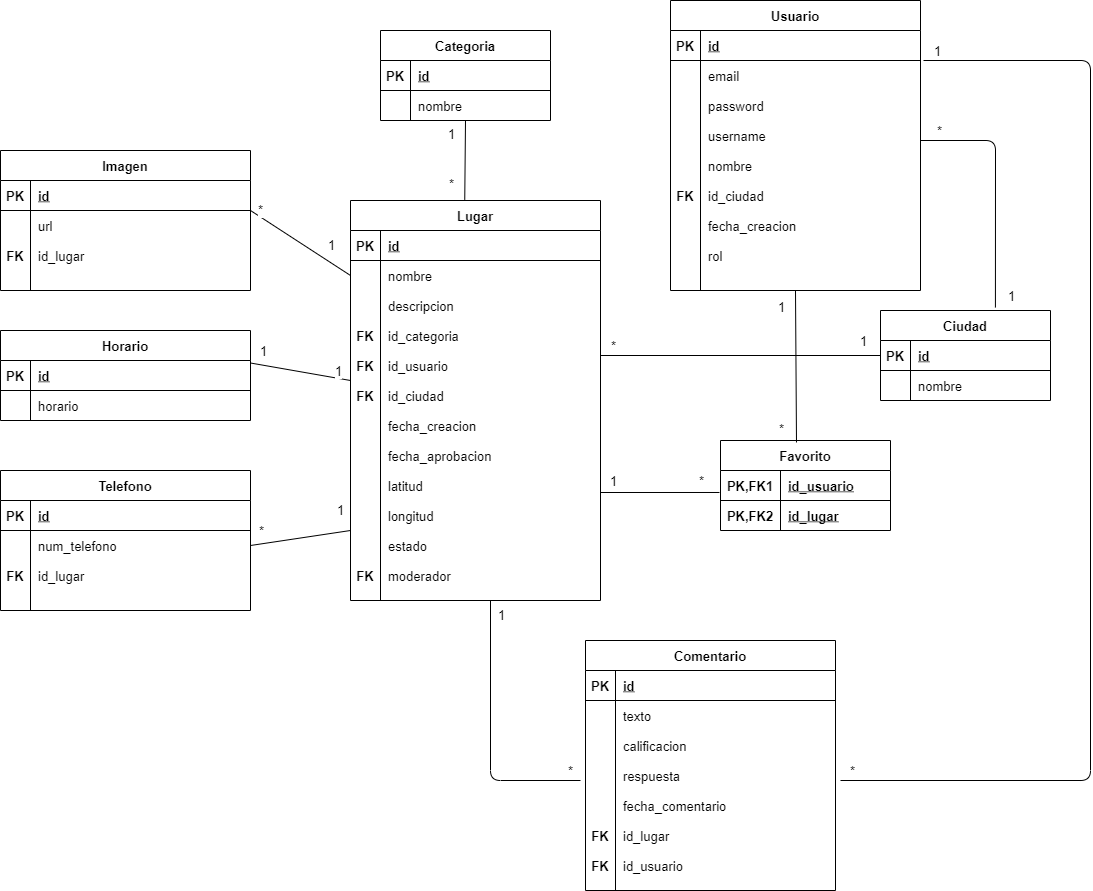 Usuario
PK id
email
password
username
nombre
FK id_ciudad
fecha_creacion
rol
1
*
Categoria
PK id
nombre
1
*
Imagen
PK id
url
FK id_lugar
*
1
Lugar
PK id
nombre
descripcion
FK id_categoria
FK id_usuario
FK id_ciudad
fecha_creacion
fecha_aprobacion
latitud
longitud
estado
FK moderador
Horario
PK id
horario
1
1
Telefono
PK id
num_telefono
FK id_lugar
*
1
1
Ciudad
PK id
nombre
*
1
1
*
Favorito
PK,FK1 id_usuario
PK,FK2 id_lugar
1
*
1
*
Comentario
PK id
texto
calificacion
respuesta
fecha_comentario
FK id_lugar
FK id_usuario
*